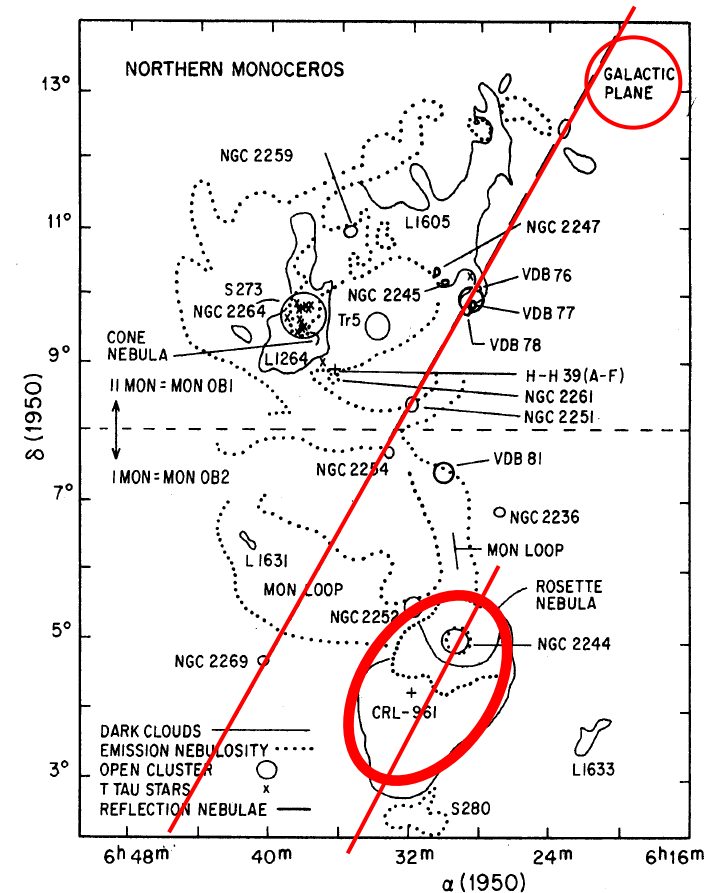 NORTHERN MONOCEROS
GALACTIC
PLANE
13°
NGC 2259
L1605
11°
NGC 2247
S273
NGC 2264
NGC 2245
VDB 76
Tr5
VDB 77
CONE
NEBULA
L1264
VDB 78
9°
H-H 39 (A-F)
II MON = MON OB1
NGC 2261
NGC 2251
δ (1950)
I MON = MON OB2
NGC 2254
VDB 81
7°
NGC 2236
L1631
MON LOOP
MON LOOP
ROSETTE
NEBULA
NGC 2252
5°
NGC 2244
NGC 2269
CRL-961
DARK CLOUDS
EMISSION NEBULOSITY
OPEN CLUSTER
T TAU STARS
REFLECTION NEBULAE
3°
L1633
S280
6h 48m 40m 32m 24m 6h 16m
α (1950)